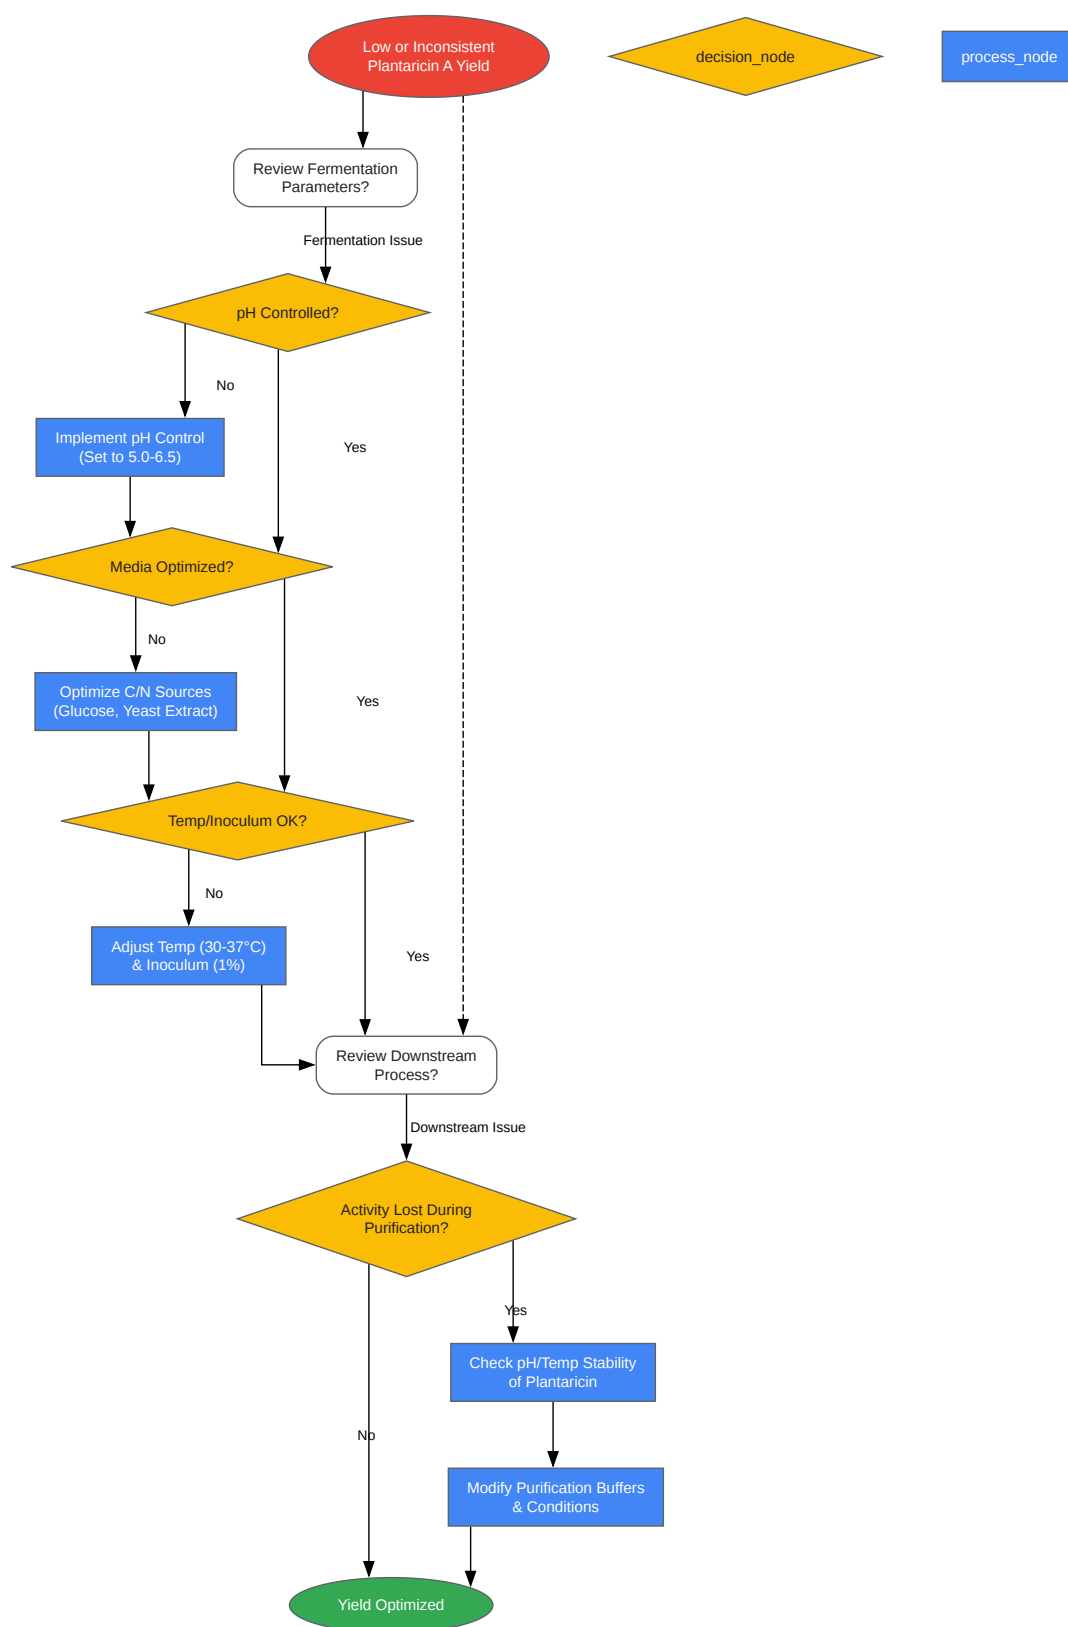 Low or Inconsistent
Plantaricin A Yield
decision_node
process_node
Review Fermentation
Parameters?
Fermentation Issue
pH Controlled?
No
Yes
Implement pH Control
(Set to 5.0-6.5)
Media Optimized?
No
Optimize C/N Sources
(Glucose, Yeast Extract)
Yes
Temp/Inoculum OK?
No
Adjust Temp (30-37°C)
& Inoculum (1%)
Yes
Review Downstream
Process?
Downstream Issue
Activity Lost During
Purification?
Yes
Check pH/Temp Stability
of Plantaricin
No
Modify Purification Buffers
& Conditions
Yield Optimized